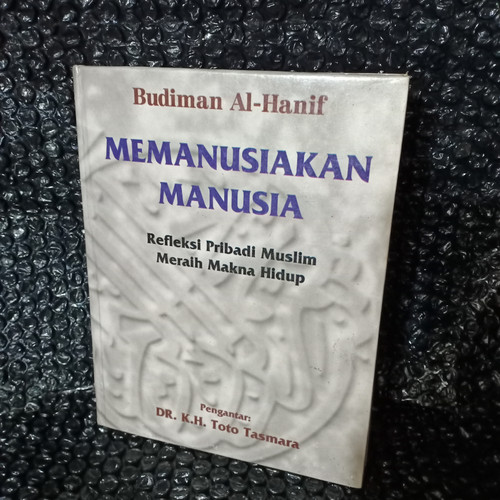 Budiman Al-Hanif
MEMANUSIAKAN
MANUSIA
Refleksi Pribadi Muslim
Meraih Makna Hidup
Pengantar:
DR. K.H. Toto Tasmara